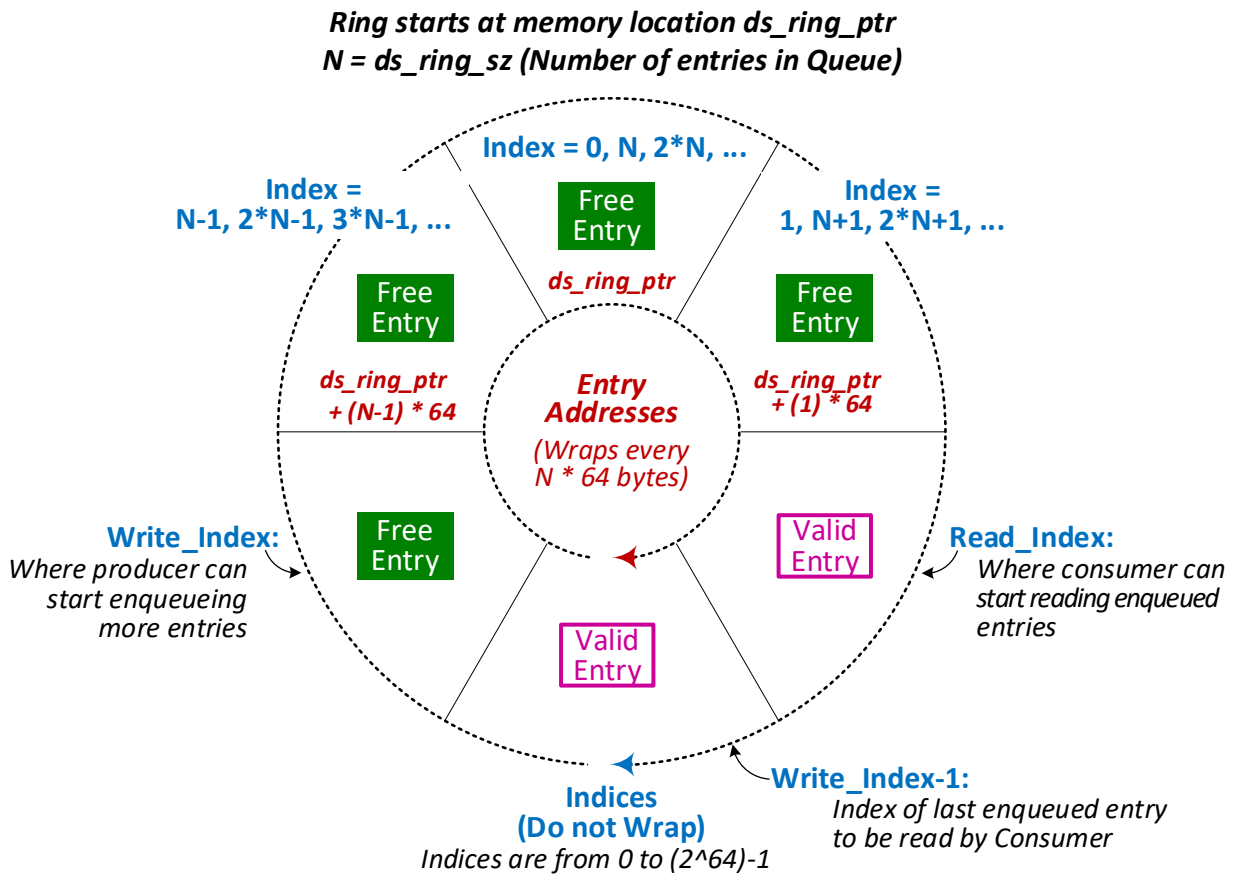 Ring starts at memory location ds_ring_ptr
N = ds_ring_sz (Number of entries in Queue)
Index = 0, N, 2*N, ...
Free
Entry
ds_ring_ptr
Index =
N-1, 2*N-1, 3*N-1, ...
Free
Entry
ds_ring_ptr
+ (N-1) * 64
Index =
1, N+1, 2*N+1, ...
Free
Entry
ds_ring_ptr
+ (1) * 64
Entry
Addresses
(Wraps every
N * 64 bytes)
Write_Index:
Where producer can
start enqueueing
more entries
Free
Entry
Valid
Entry
Valid
Entry
Read_Index:
Where consumer can
start reading enqueued
entries
Write_Index-1:
Index of last enqueued entry
to be read by Consumer
Indices
(Do not Wrap)
Indices are from 0 to (2^64)-1